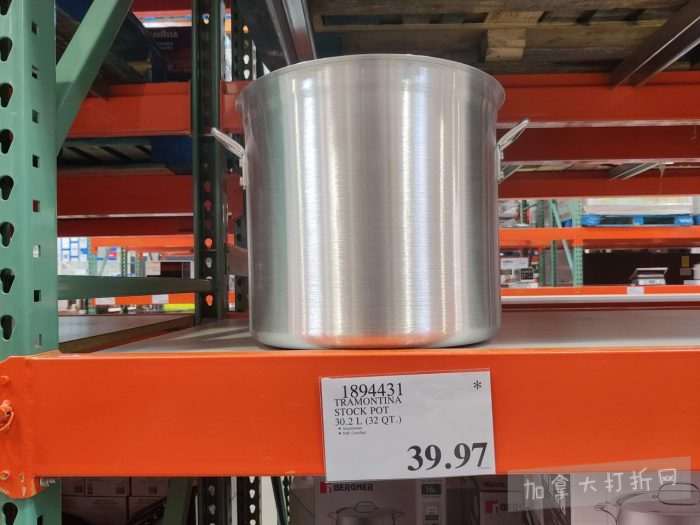 1894431 *
TRAMONTINA
STOCK POT
30.2 L (32 QT.)
39.97
BERGNER
加拿大打折网